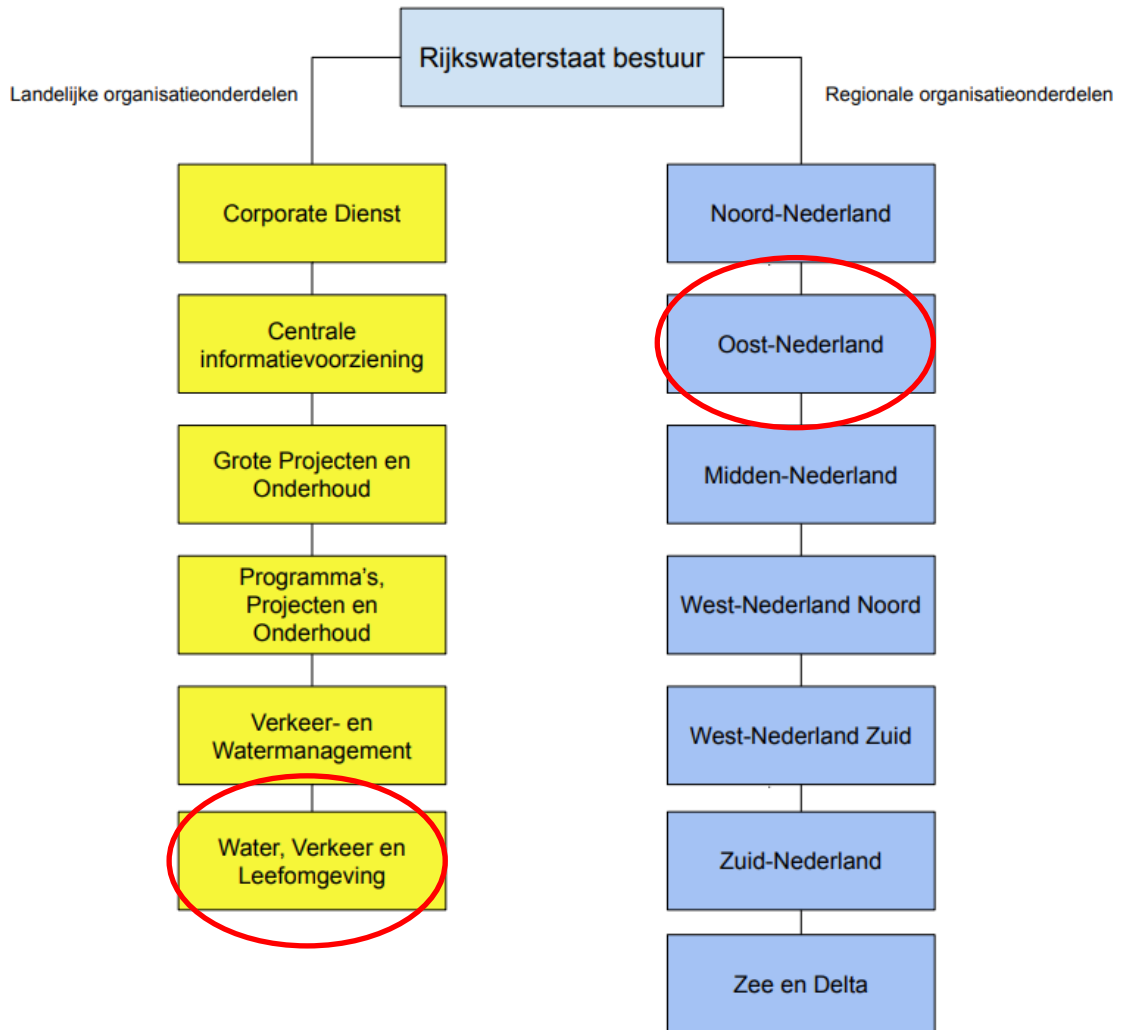 Rijkswaterstaat bestuur
Landelijke organisatieonderdelen
Regionale organisatieonderdelen
Corporate Dienst
Centrale
informatievoorziening
Grote Projecten en
Onderhoud
Programma's,
Projecten en
Onderhoud
Verkeer- en
Watermanagement
Water, Verkeer en
Leefomgeving
Noord-Nederland
Oost-Nederland
Midden-Nederland
West-Nederland Noord
West-Nederland Zuid
Zuid-Nederland
Zee en Delta